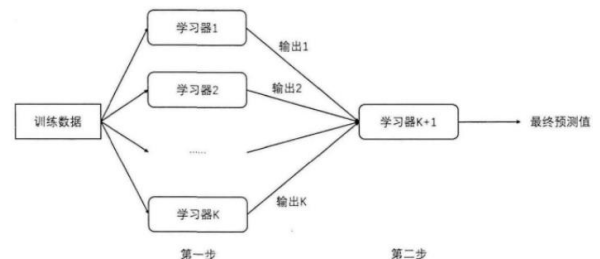 学习器1
输出1
学习器2
输出2
训练数据
学习器K+1
最终预测值
......
学习器K
输出K
第一步
第二步